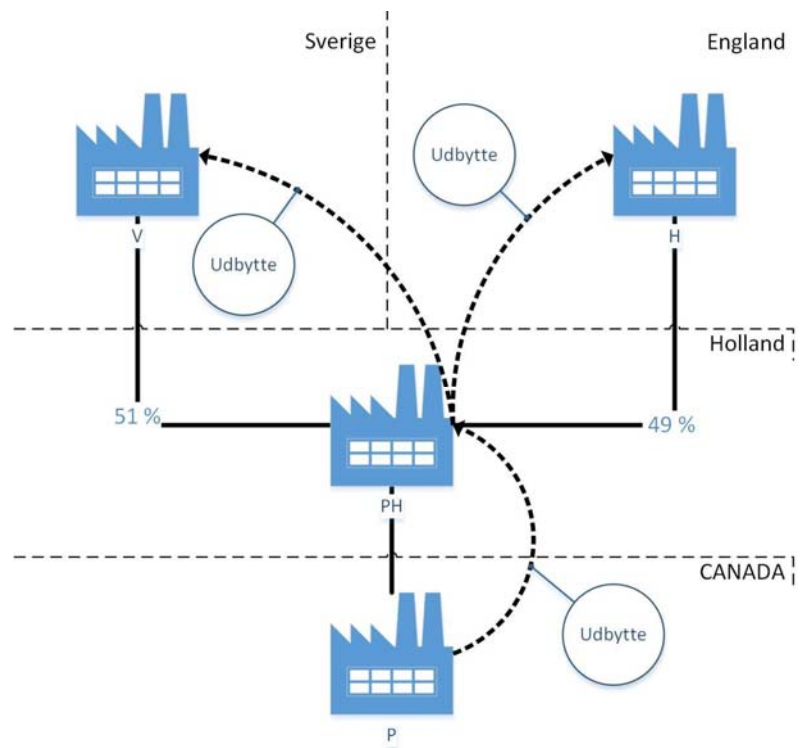 Sverige
England
Udbytte
Udbytte
V
H
Holland
51 %
49 %
PH
CANADA
Udbytte
P